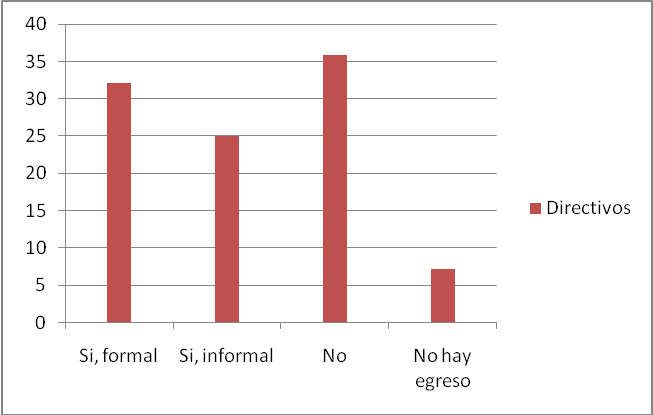 40
35
30
25
20
15
10
5
0
Si, formal
Si, informal
No
No hay
egreso
Directivos